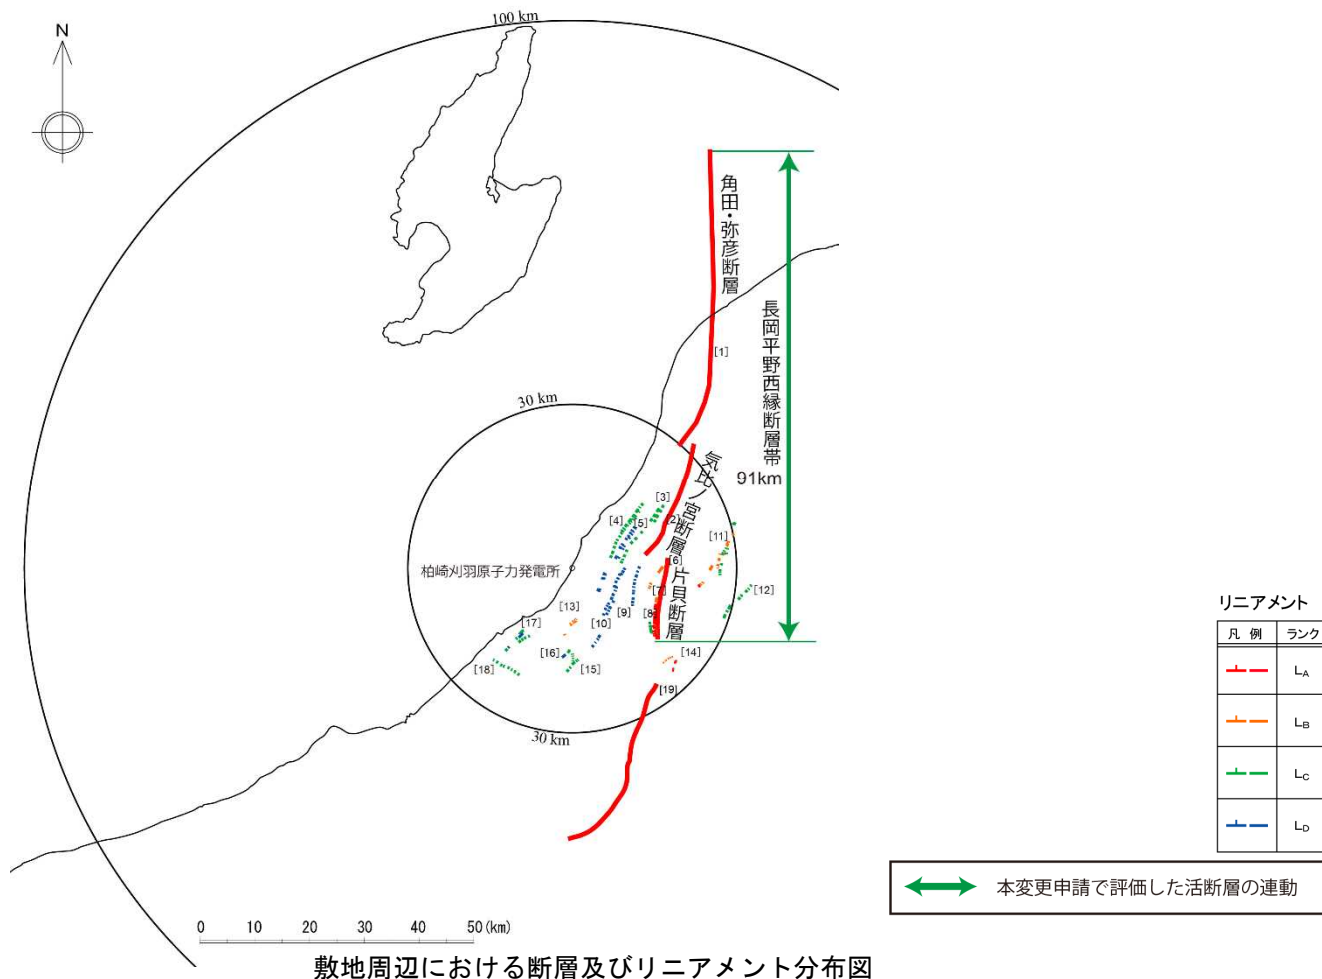 100 km
N
角田・弥彦断層
[1]
長岡平野西縁断層帯
91km
30 km
気比ノ宮断層
[3]
[4]
[5]
[2]
[11]
[6]
柏崎刈羽原子力発電所
片貝断層
[7]
[12]
[13]
[9]
[8]
[17]
[10]
[16]
[14]
[18]
[15]
[19]
30 km
リニアメント
凡 例 ランク
LA
LB
LC
LD
本変更申請で評価した活断層の連動
0 10 20 30 40 50(km)
敷地周辺における断層及びリニアメント分布図